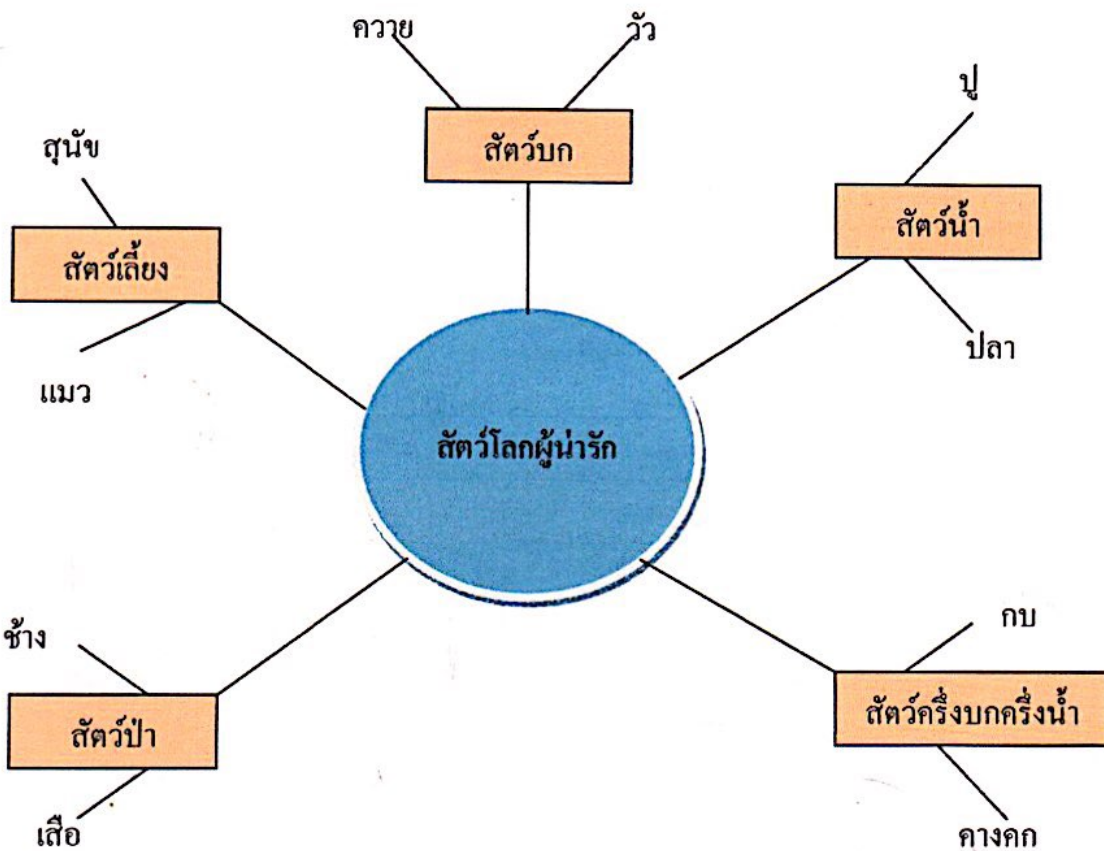 ควาย
วัว
สัตว์บก
ปู
สัตว์น้ำ
ปลา
สุนัข
สัตว์เลี้ยง
แมว
สัตว์โลกผู้น่ารัก
ช้าง
สัตว์ป่า
เสือ
กบ
สัตว์ครึ่งบกครึ่งน้ำ
คางคก